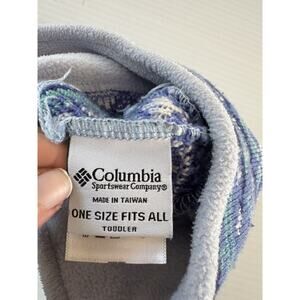 Columbia
Sportswear Company®
MADE IN TAIWAN
ONE SIZE FITS ALL
TODDLER